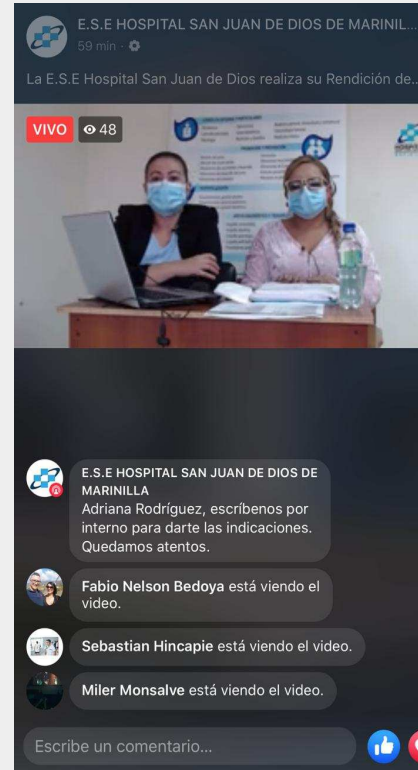 E.S.E HOSPITAL SAN JUAN DE DIOS DE MARINIL...
59 min ·
La E.S.E Hospital San Juan de Dios realiza su Rendición de...
VIVO 48
E.S.E HOSPITAL SAN JUAN DE DIOS DE
MARINILLA
Adriana Rodríguez, escríbenos por
interno para darte las indicaciones.
Quedamos atentos.
Fabio Nelson Bedoya está viendo el
video.
Sebastian Hincapie está viendo el video.
Miler Monsalve está viendo el video.
Escribe un comentario...